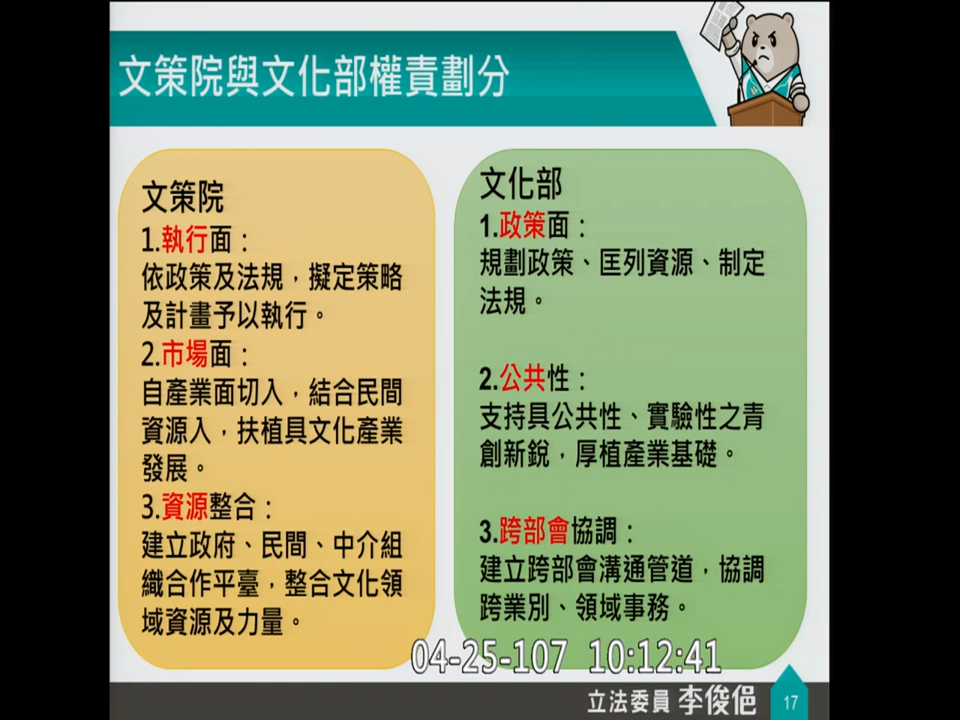 文策院與文化部權責劃分
文策院
1.執行面：
依政策及法規，擬定策略
及計畫予以執行。
2.市場面：
自產業面切入，結合民間
資源入，扶植具文化產業
發展。
3.資源整合：
建立政府、民間、中介組
織合作平臺，整合文化領
域資源及力量。
文化部
1.政策面：
規劃政策、匡列資源、制定
法規。
2.公共性：
支持具公共性、實驗性之青
創新銳，厚植產業基礎。
3.跨部會協調：
建立跨部會溝通管道，協調
跨業別、領域事務。
04-25-107 10:12:41
立法委員 李俊俋
17